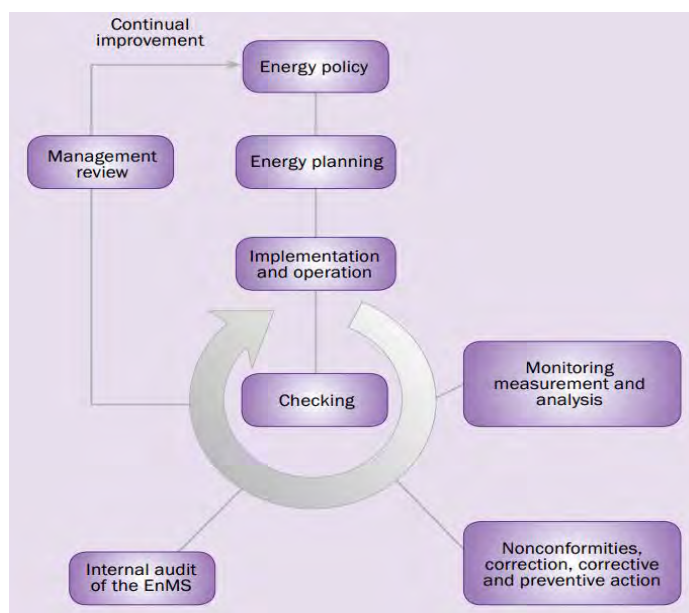 Continual
improvement
Energy policy
Management
review
Energy planning
Implementation
and operation
Checking
Monitoring
measurement and
analysis
Internal audit
of the EnMS
Nonconformities,
correction, corrective
and preventive action